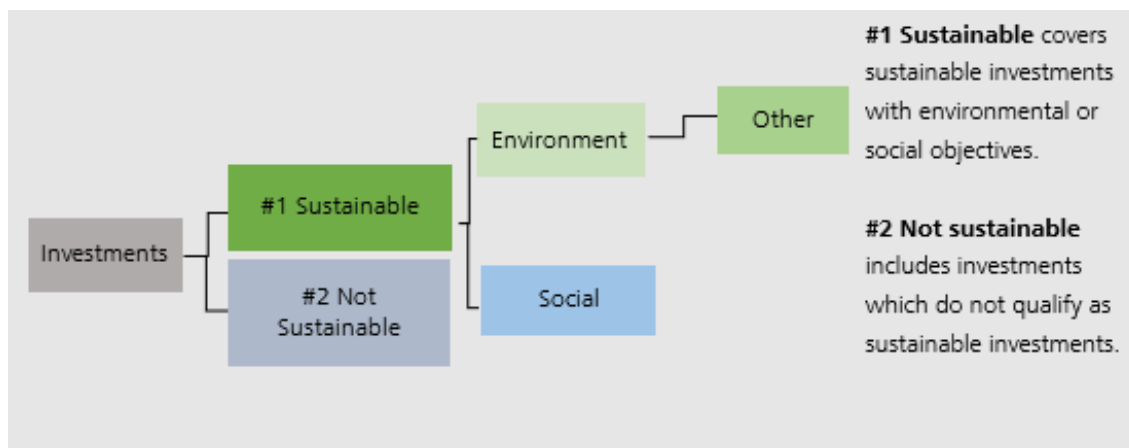 Investments
#1 Sustainable
#2 Not
Sustainable
Environment
Social
Other
#1 Sustainable covers
sustainable investments
with environmental or
social objectives.
#2 Not sustainable
includes investments
which do not qualify as
sustainable investments.